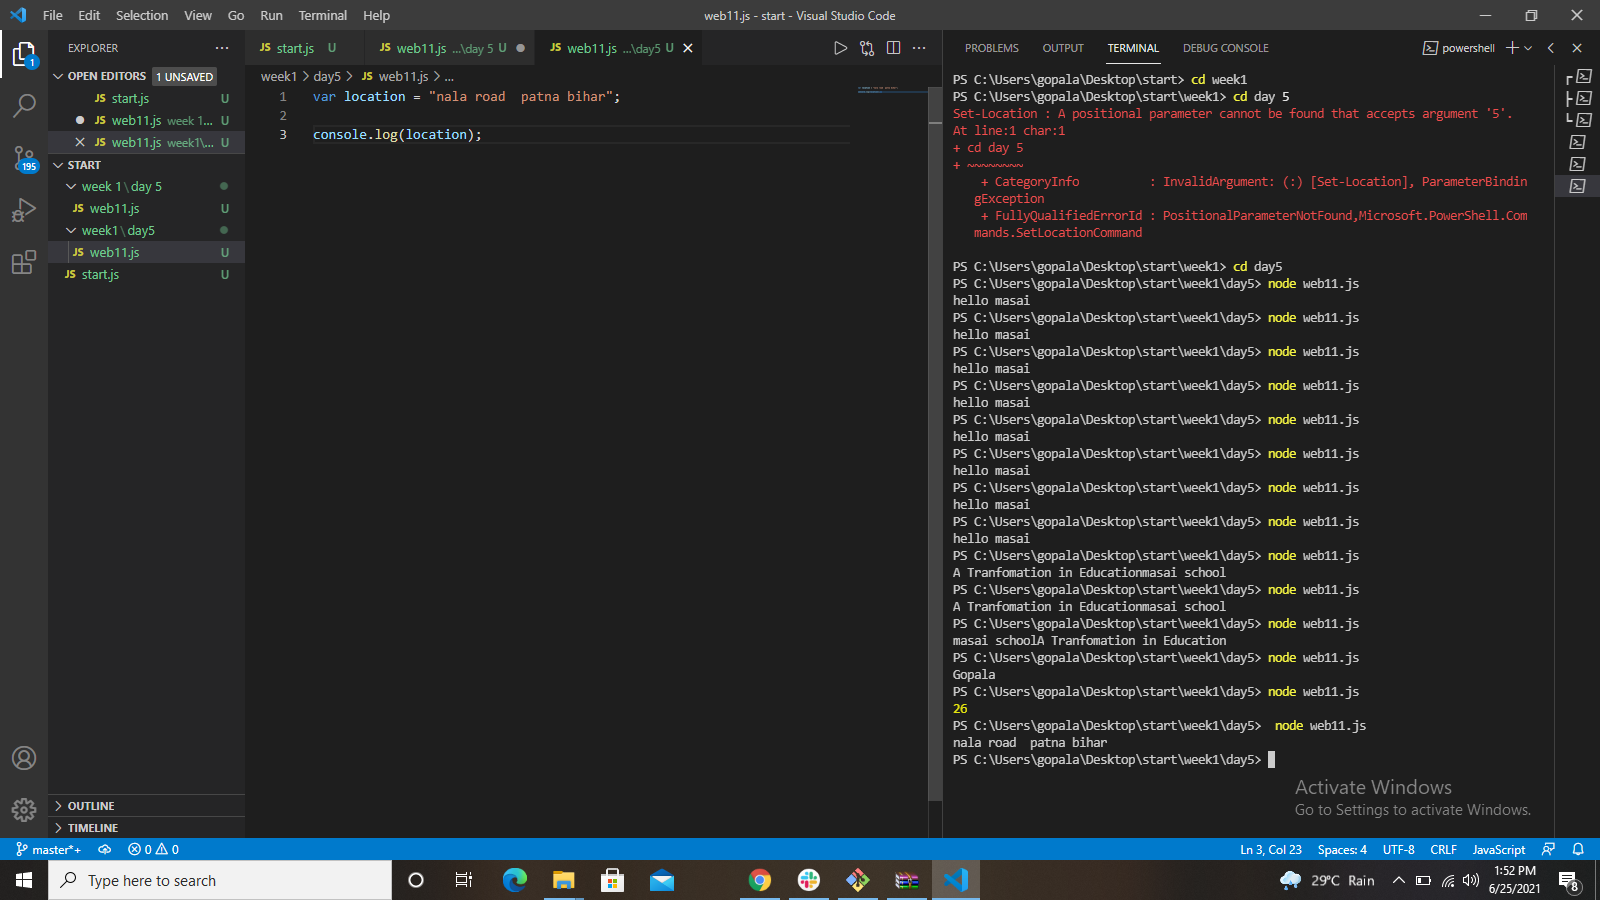 File Edit Selection View Go Run Terminal Help
web11.js - start - Visual Studio Code
EXPLORER
OPEN EDITORS 1 UNSAVED
JS start.js U
JS web11.js week 1... U
JS web11.js week1\... U
START
week 1\day 5
JS web11.js U
week1\day5
JS web11.js U
JS start.js U
OUTLINE
TIMELINE
1
195
JS start.js U
JS web11.js ...\day 5 U
JS web11.js ...\day5 U
week1 > day5 > JS web11.js > ...
1 var location = "nala road  patna bihar";
2
3 console.log(location);
PROBLEMS OUTPUT TERMINAL DEBUG CONSOLE
powershell
PS C:\Users\gopala\Desktop\start> cd week1
PS C:\Users\gopala\Desktop\start\week1> cd day 5
Set-Location : A positional parameter cannot be found that accepts argument '5'.
At line:1 char:1
+ cd day 5
+ ~~~~~~~~
+ CategoryInfo          : InvalidArgument: (:) [Set-Location], ParameterBindin
gException
+ FullyQualifiedErrorId : PositionalParameterNotFound,Microsoft.PowerShell.Com
mands.SetLocationCommand
PS C:\Users\gopala\Desktop\start\week1> cd day5
PS C:\Users\gopala\Desktop\start\week1\day5> node web11.js
hello masai
PS C:\Users\gopala\Desktop\start\week1\day5> node web11.js
hello masai
PS C:\Users\gopala\Desktop\start\week1\day5> node web11.js
hello masai
PS C:\Users\gopala\Desktop\start\week1\day5> node web11.js
hello masai
PS C:\Users\gopala\Desktop\start\week1\day5> node web11.js
hello masai
PS C:\Users\gopala\Desktop\start\week1\day5> node web11.js
hello masai
PS C:\Users\gopala\Desktop\start\week1\day5> node web11.js
hello masai
PS C:\Users\gopala\Desktop\start\week1\day5> node web11.js
hello masai
PS C:\Users\gopala\Desktop\start\week1\day5> node web11.js
A Tranfomation in Educationmasai school
PS C:\Users\gopala\Desktop\start\week1\day5> node web11.js
A Tranfomation in Educationmasai school
PS C:\Users\gopala\Desktop\start\week1\day5> node web11.js
masai schoolA Tranfomation in Education
PS C:\Users\gopala\Desktop\start\week1\day5> node web11.js
Gopala
PS C:\Users\gopala\Desktop\start\week1\day5> node web11.js
26
PS C:\Users\gopala\Desktop\start\week1\day5>  node web11.js
nala road  patna bihar
PS C:\Users\gopala\Desktop\start\week1\day5>
Activate Windows
Go to Settings to activate Windows.
master*+ 0 0
Ln 3, Col 23 Spaces: 4 UTF-8 CRLF JavaScript
Type here to search
29°C Rain
1:52 PM
6/25/2021
8